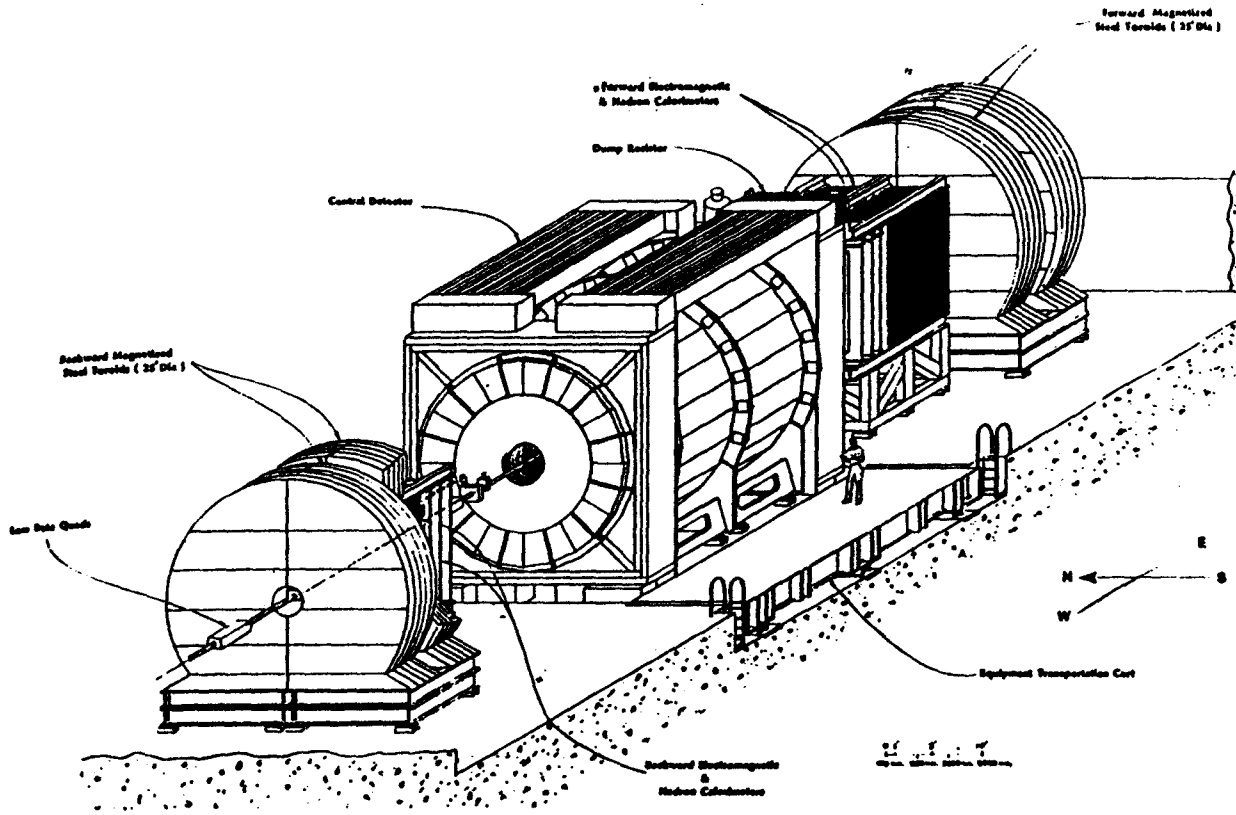 Forward Magnetized
Steel Toroids ( 25' Dia )
Forward Electromagnetic
& Hadron Calorimeters
Dump Resistor
Central Detector
Backward Magnetized
Steel Toroids ( 25' Dia )
Low Beta Quads
E
N
S
W
Equipment Transportation Cart
Backward Electromagnetic
&
Hadron Calorimeters